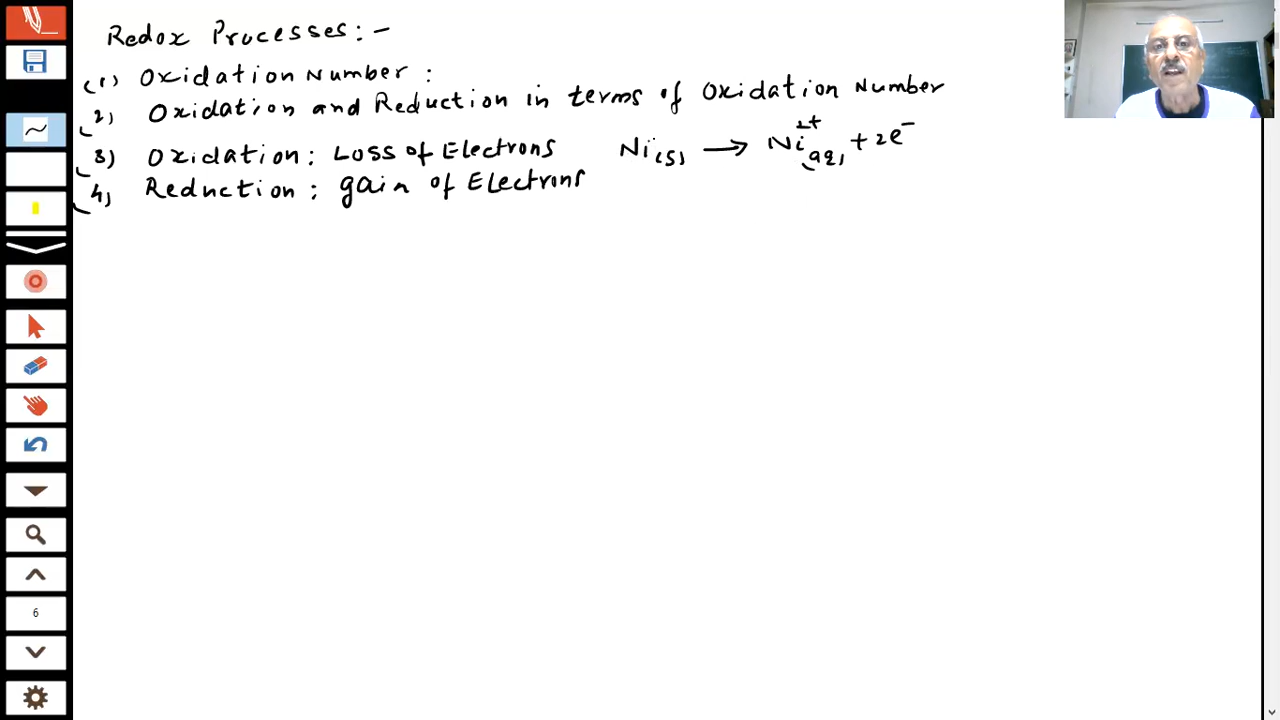 Redox Processes: -
(1) Oxidation Number :
(2) Oxidation and Reduction in terms of Oxidation Number
(3) Oxidation : Loss of Electrons Ni(s) → Ni²⁺(aq) + 2e⁻
(4) Reduction : gain of Electrons
6